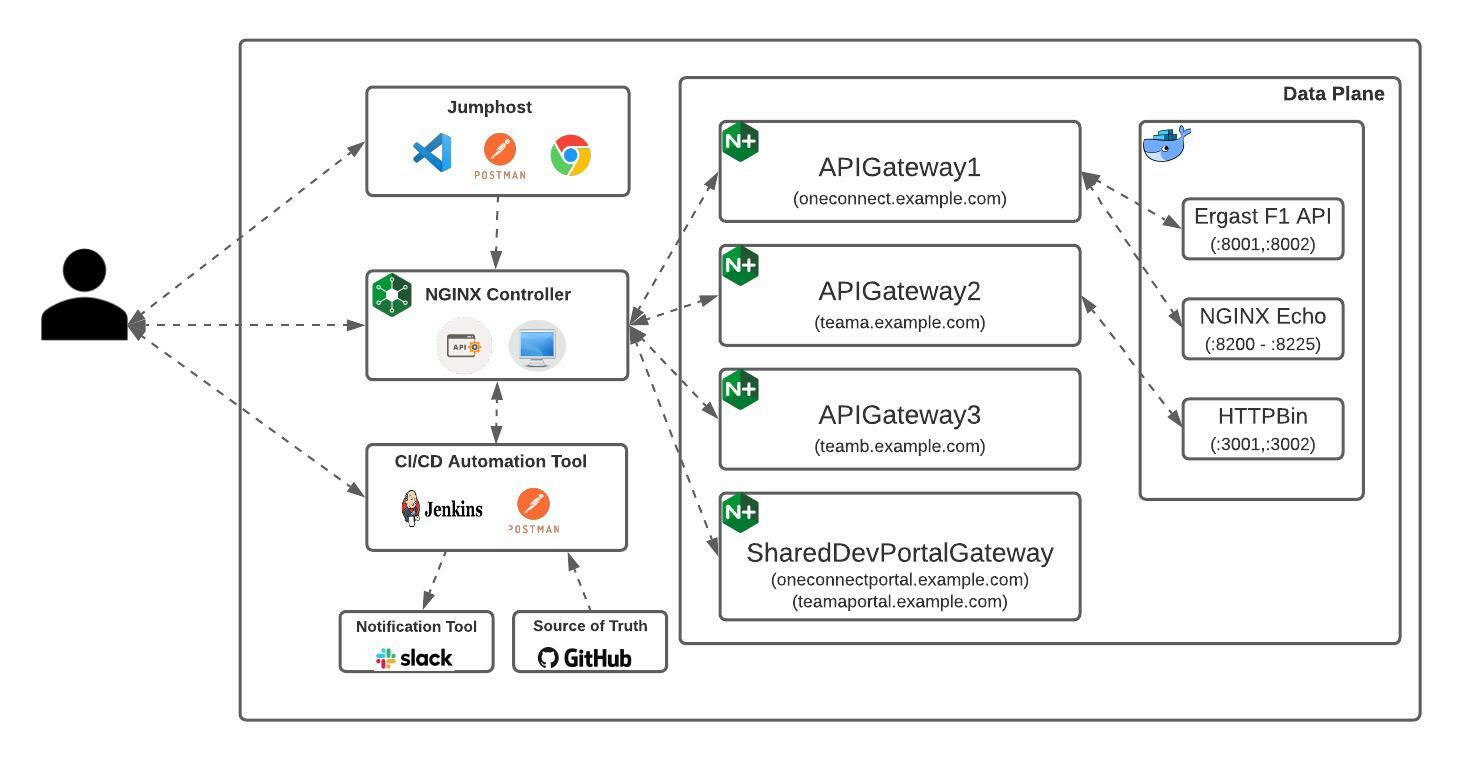 Jumphost
POSTMAN
NGINX Controller
API
CI/CD Automation Tool
Jenkins
POSTMAN
Notification Tool
slack
Source of Truth
GitHub
Data Plane
N+
APIGateway1
(oneconnect.example.com)
N+
APIGateway2
(teama.example.com)
N+
APIGateway3
(teamb.example.com)
N+
SharedDevPortalGateway
(oneconnectportal.example.com)
(teamaportal.example.com)
Ergast F1 API
(:8001,:8002)
NGINX Echo
(:8200 - :8225)
HTTPBin
(:3001,:3002)